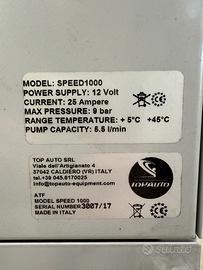 MODEL: SPEED1000
POWER SUPPLY: 12 Volt
CURRENT: 25 Ampere
MAX PRESSURE: 9 bar
RANGE TEMPERATURE: + 5°C +45°C
PUMP CAPACITY: 5.5 l/min
TOP AUTO SRL
Viale dell'Artigianato 4
37042 CALDIERO (VR) ITALY
tel +39 045.6170025
info@topauto-equipment.com
TOPAUTO
ATF
MODEL SPEED 1000
SERIAL NUMBER 3007/17
MADE IN ITALY
subito